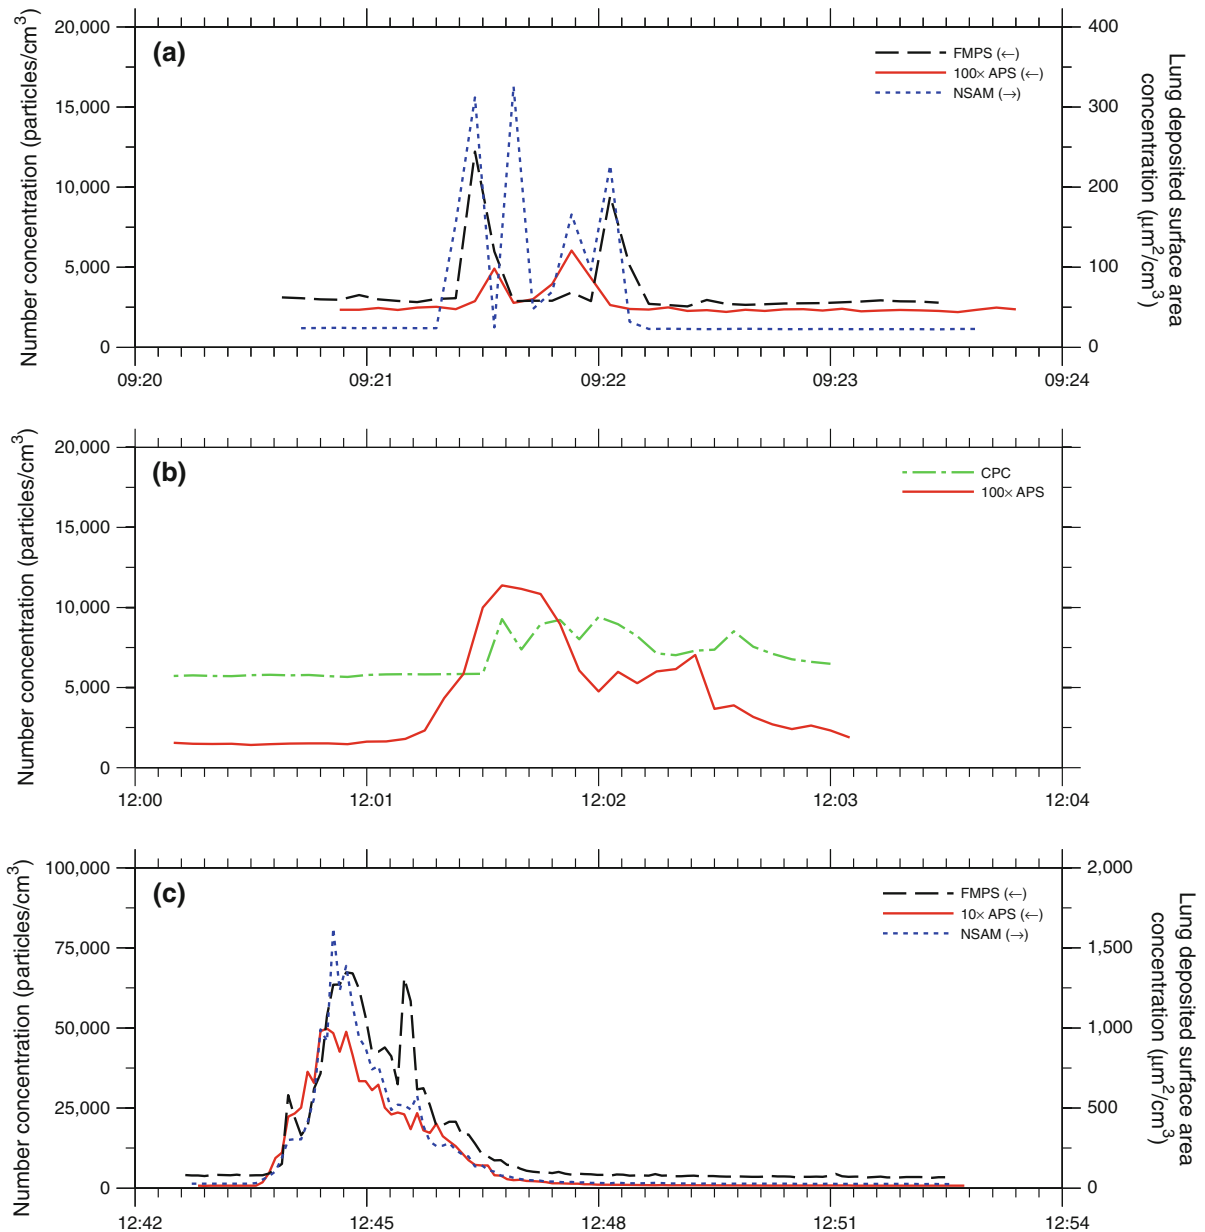 (a)
Number concentration (particles/cm³)
20,000
15,000
10,000
5,000
0
FMPS (←)
100× APS (←)
NSAM (→)
400
300
200
100
0
Lung deposited surface area
concentration (μm²/cm³)
09:20 09:21 09:22 09:23 09:24
(b)
Number concentration (particles/cm³)
20,000
15,000
10,000
5,000
0
CPC
100× APS
12:00 12:01 12:02 12:03 12:04
(c)
Number concentration (particles/cm³)
100,000
75,000
50,000
25,000
0
FMPS (←)
10× APS (←)
NSAM (→)
2,000
1,500
1,000
500
0
Lung deposited surface area
concentration (μm²/cm³)
12:42 12:45 12:48 12:51 12:54